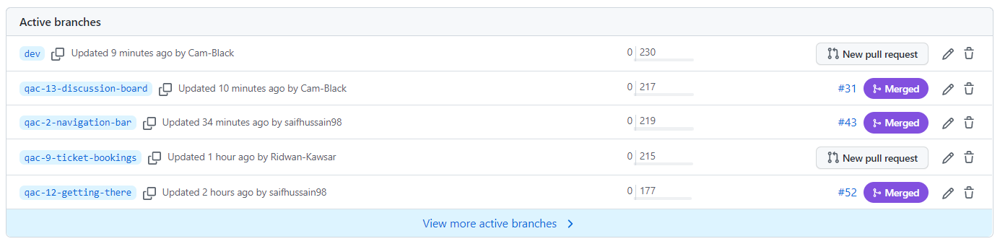 Active branches
dev Updated 9 minutes ago by Cam-Black 0 230 New pull request
qac-13-discussion-board Updated 10 minutes ago by Cam-Black 0 217 #31 Merged
qac-2-navigation-bar Updated 34 minutes ago by saifhussain98 0 219 #43 Merged
qac-9-ticket-bookings Updated 1 hour ago by Ridwan-Kawsar 0 215 New pull request
qac-12-getting-there Updated 2 hours ago by saifhussain98 0 177 #52 Merged
View more active branches